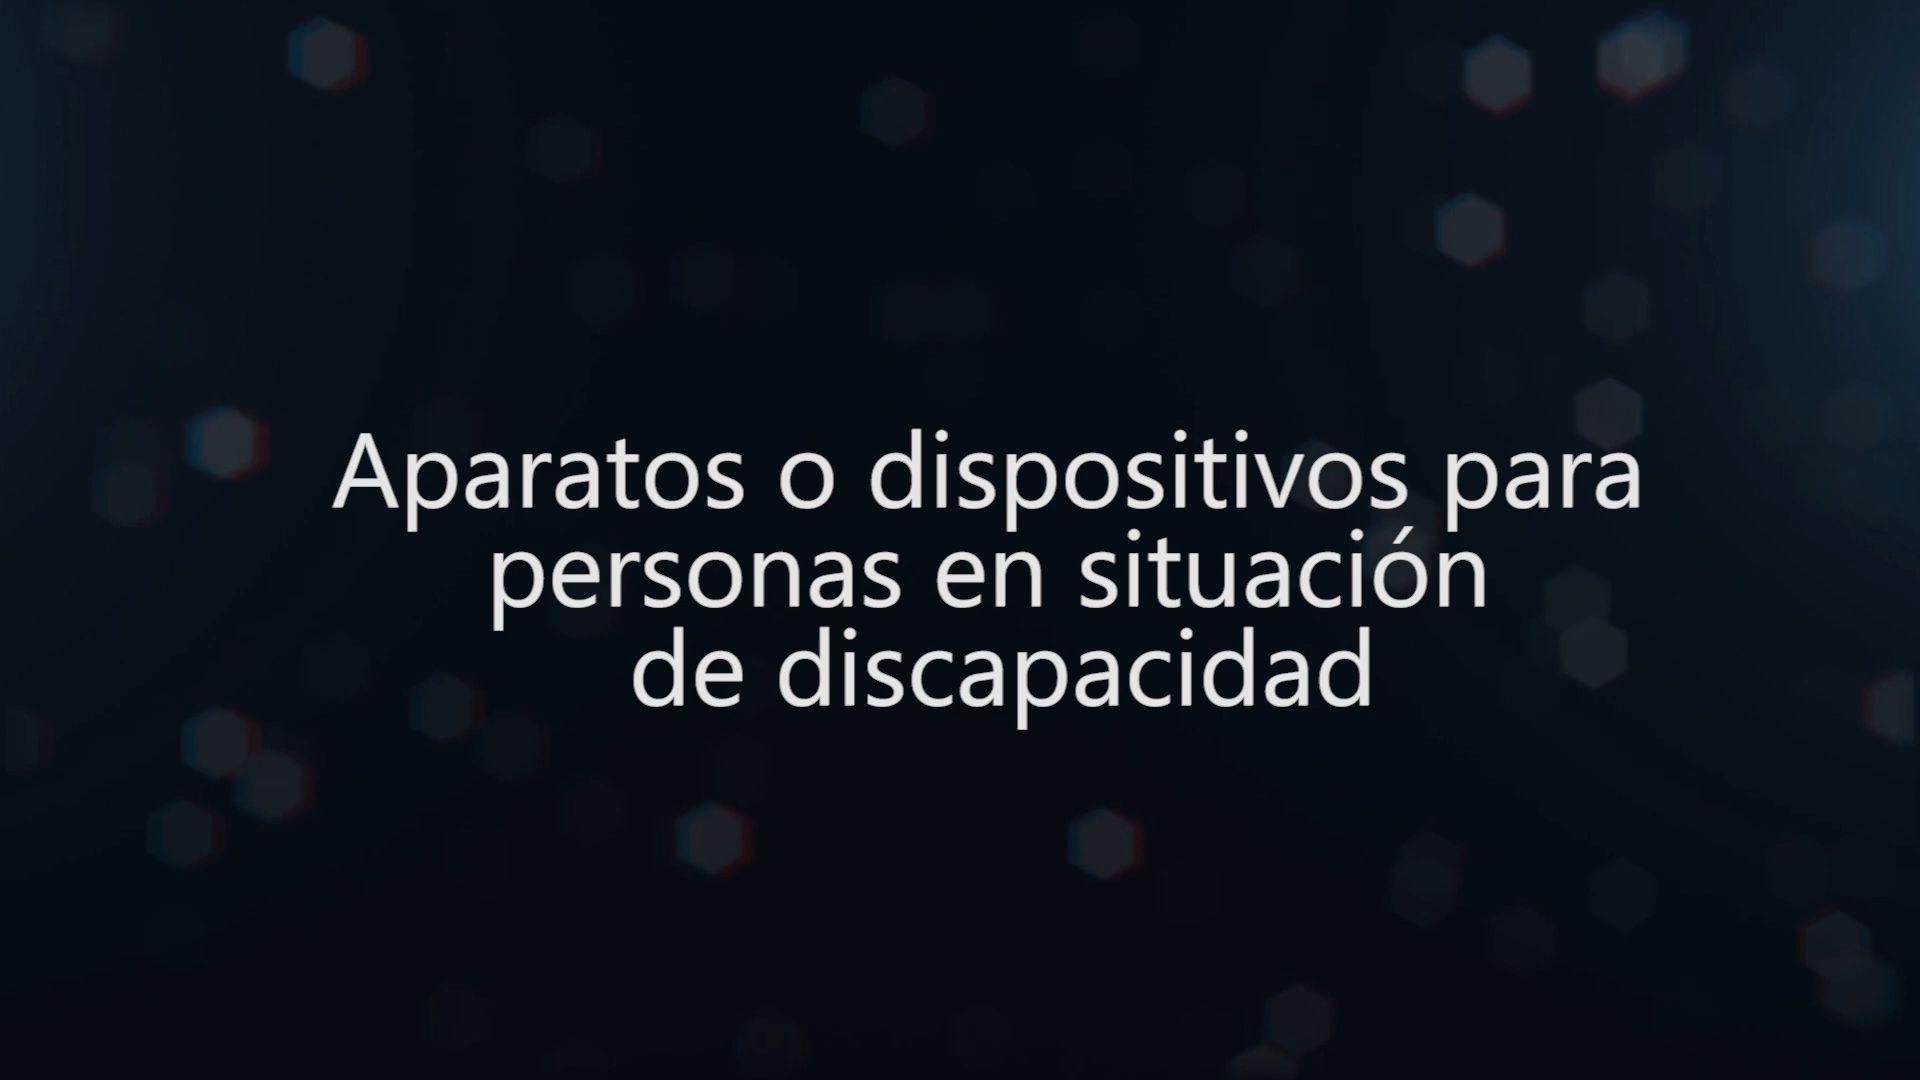 Aparatos o dispositivos para
personas en situación
de discapacidad